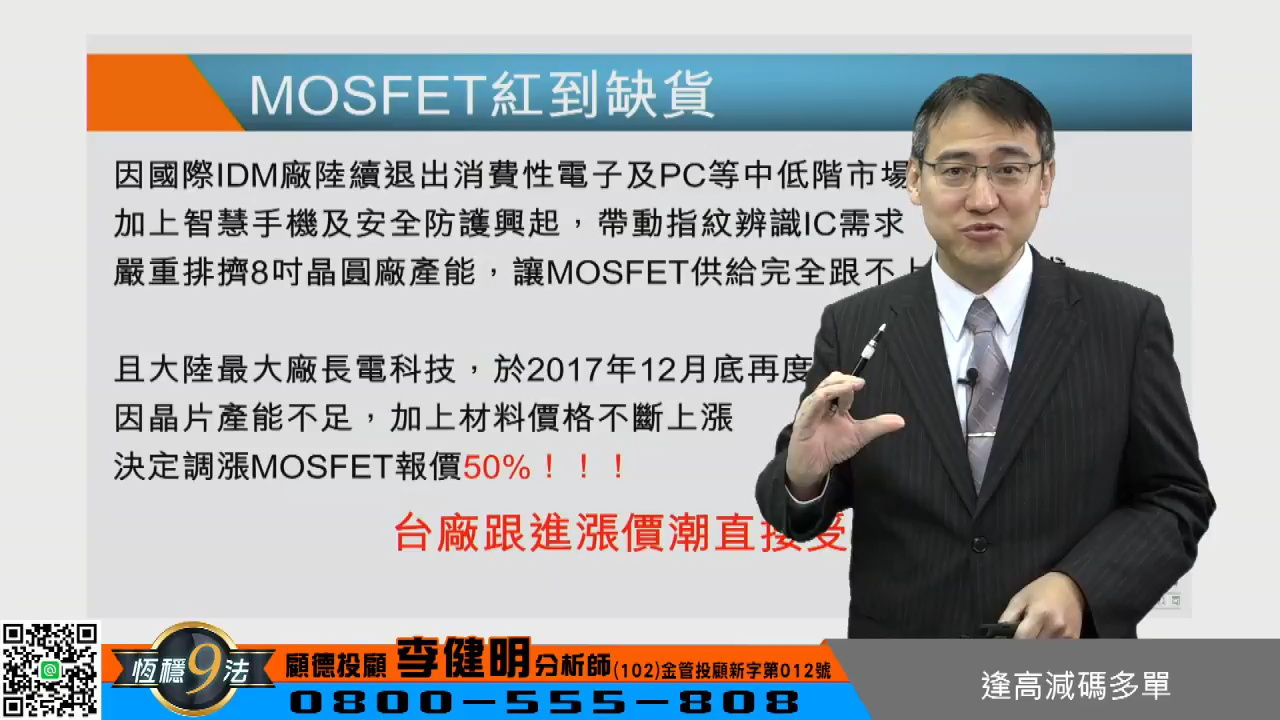 MOSFET紅到缺貨
因國際IDM廠陸續退出消費性電子及PC等中低階市場
加上智慧手機及安全防護興起，帶動指紋辨識IC需求
嚴重排擠8吋晶圓廠產能，讓MOSFET供給完全跟不上
且大陸最大廠長電科技，於2017年12月底再度
因晶片產能不足，加上材料價格不斷上漲
決定調漲MOSFET報價50%！！！
台廠跟進漲價潮直接受
恆穩9法
顧德投顧 李健明分析師(102)金管投顧新字第012號
0800-555-808
逢高減碼多單